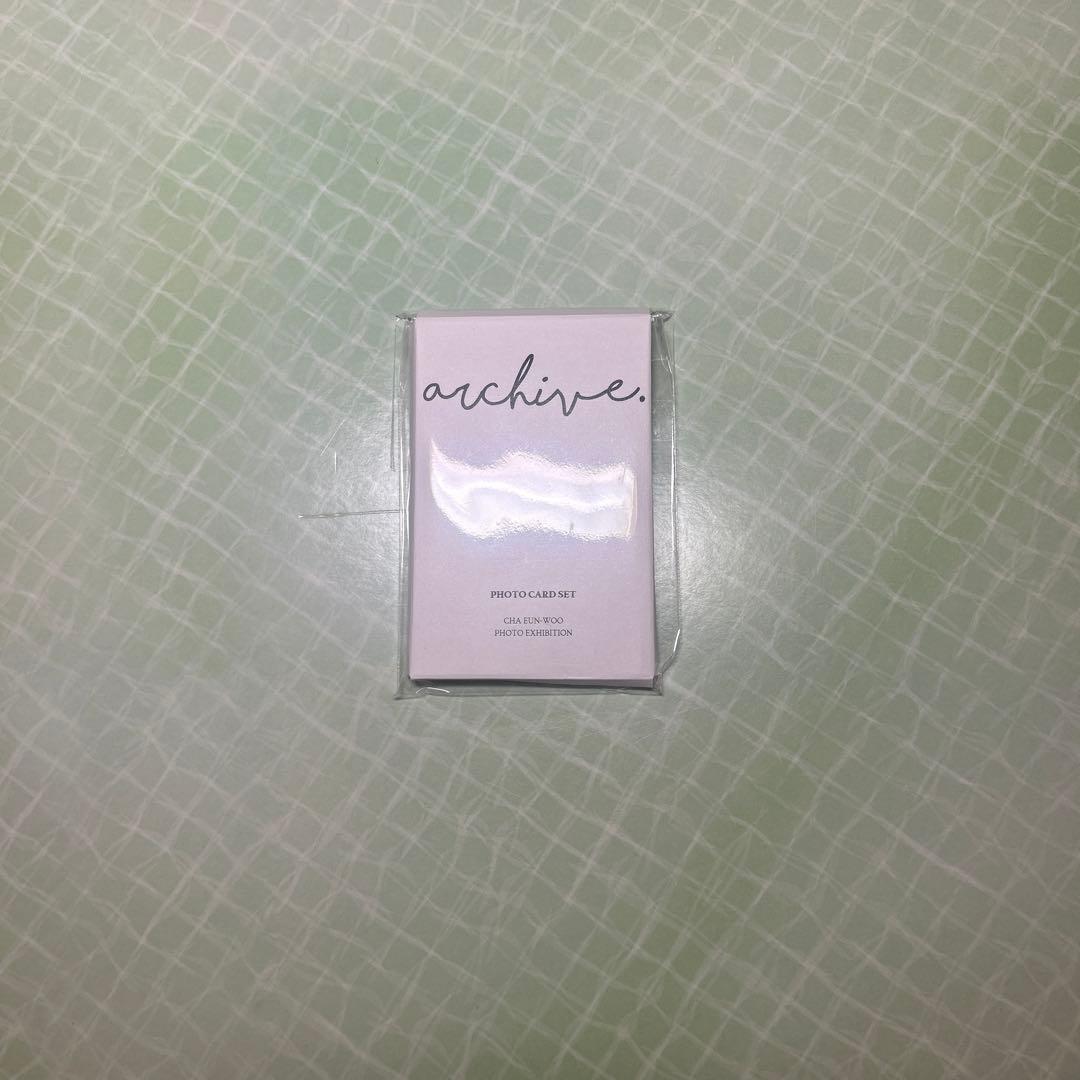 archive.
PHOTO CARD SET
CHA EUN-WOO
PHOTO EXHIBITION